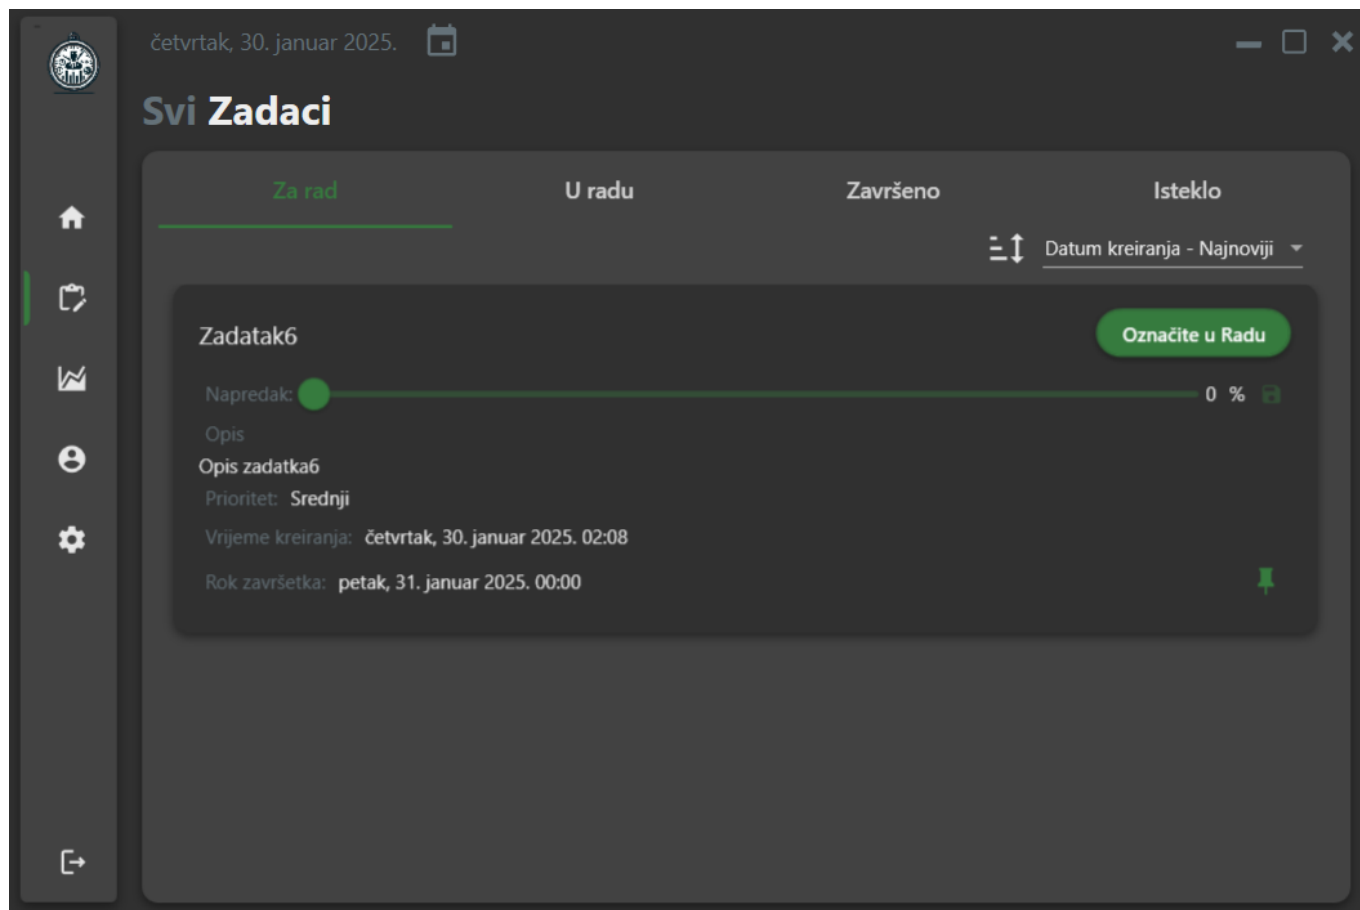 četvrtak, 30. januar 2025.
Svi Zadaci
Za rad U radu Završeno Isteklo
Datum kreiranja - Najnoviji
Zadatak6 Označite u Radu
Napredak: 0 %
Opis
Opis zadatka6
Prioritet: Srednji
Vrijeme kreiranja: četvrtak, 30. januar 2025. 02:08
Rok završetka: petak, 31. januar 2025. 00:00